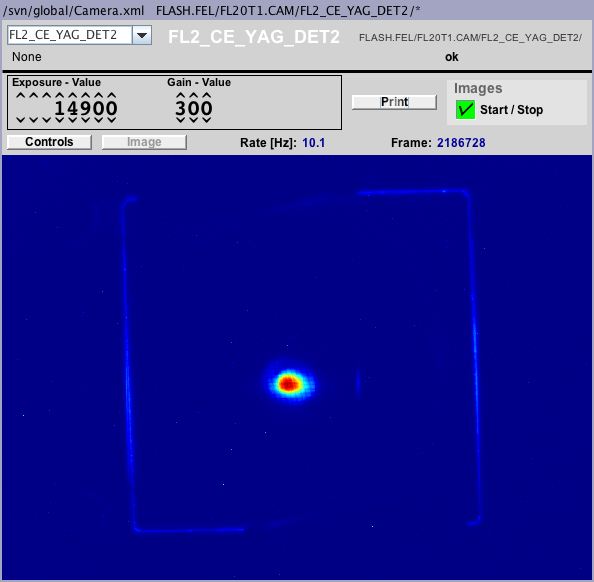 /svn/global/Camera.xml FLASH.FEL/FL20T1.CAM/FL2_CE_YAG_DET2/*
FL2_CE_YAG_DET2 FL2_CE_YAG_DET2 FLASH.FEL/FL20T1.CAM/FL2_CE_YAG_DET2/
None ok
Exposure - Value Gain - Value Images
14900 300 Print Start / Stop
Controls Image Rate [Hz]: 10.1 Frame: 2186728